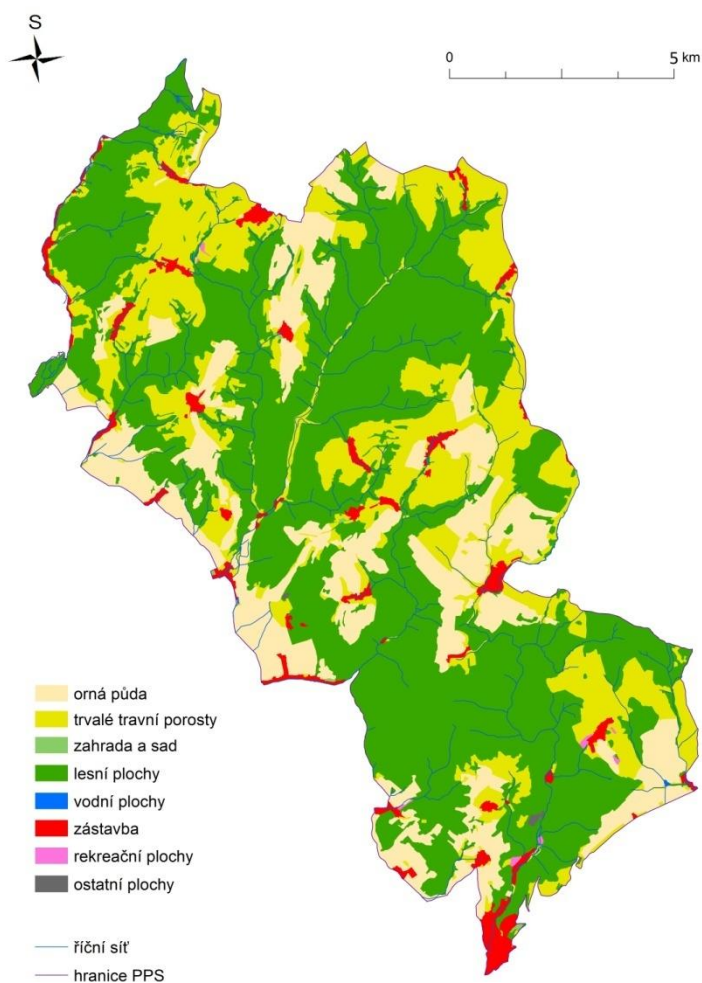 S
0 5 km
orná půda
trvalé travní porosty
zahrada a sad
lesní plochy
vodní plochy
zástavba
rekreační plochy
ostatní plochy
říční síť
hranice PPS